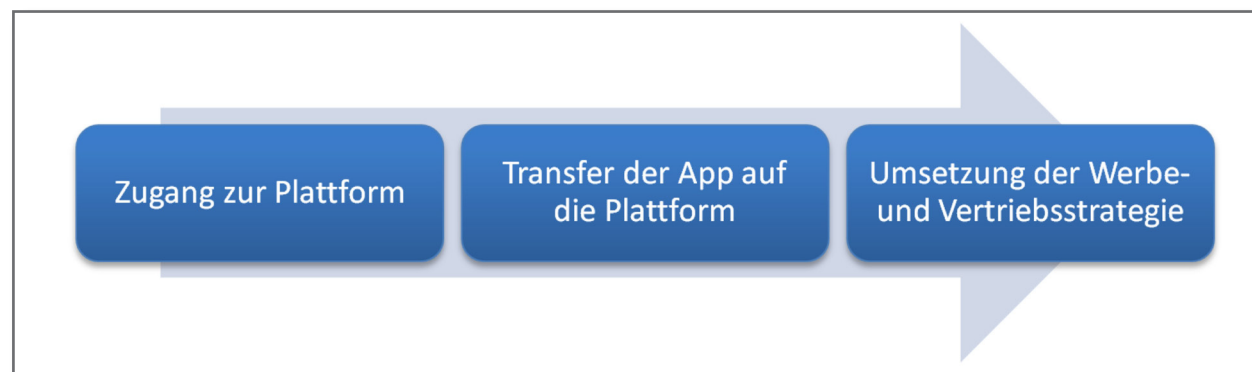 Zugang zur Plattform
Transfer der App auf
die Plattform
Umsetzung der Werbe-
und Vertriebsstrategie